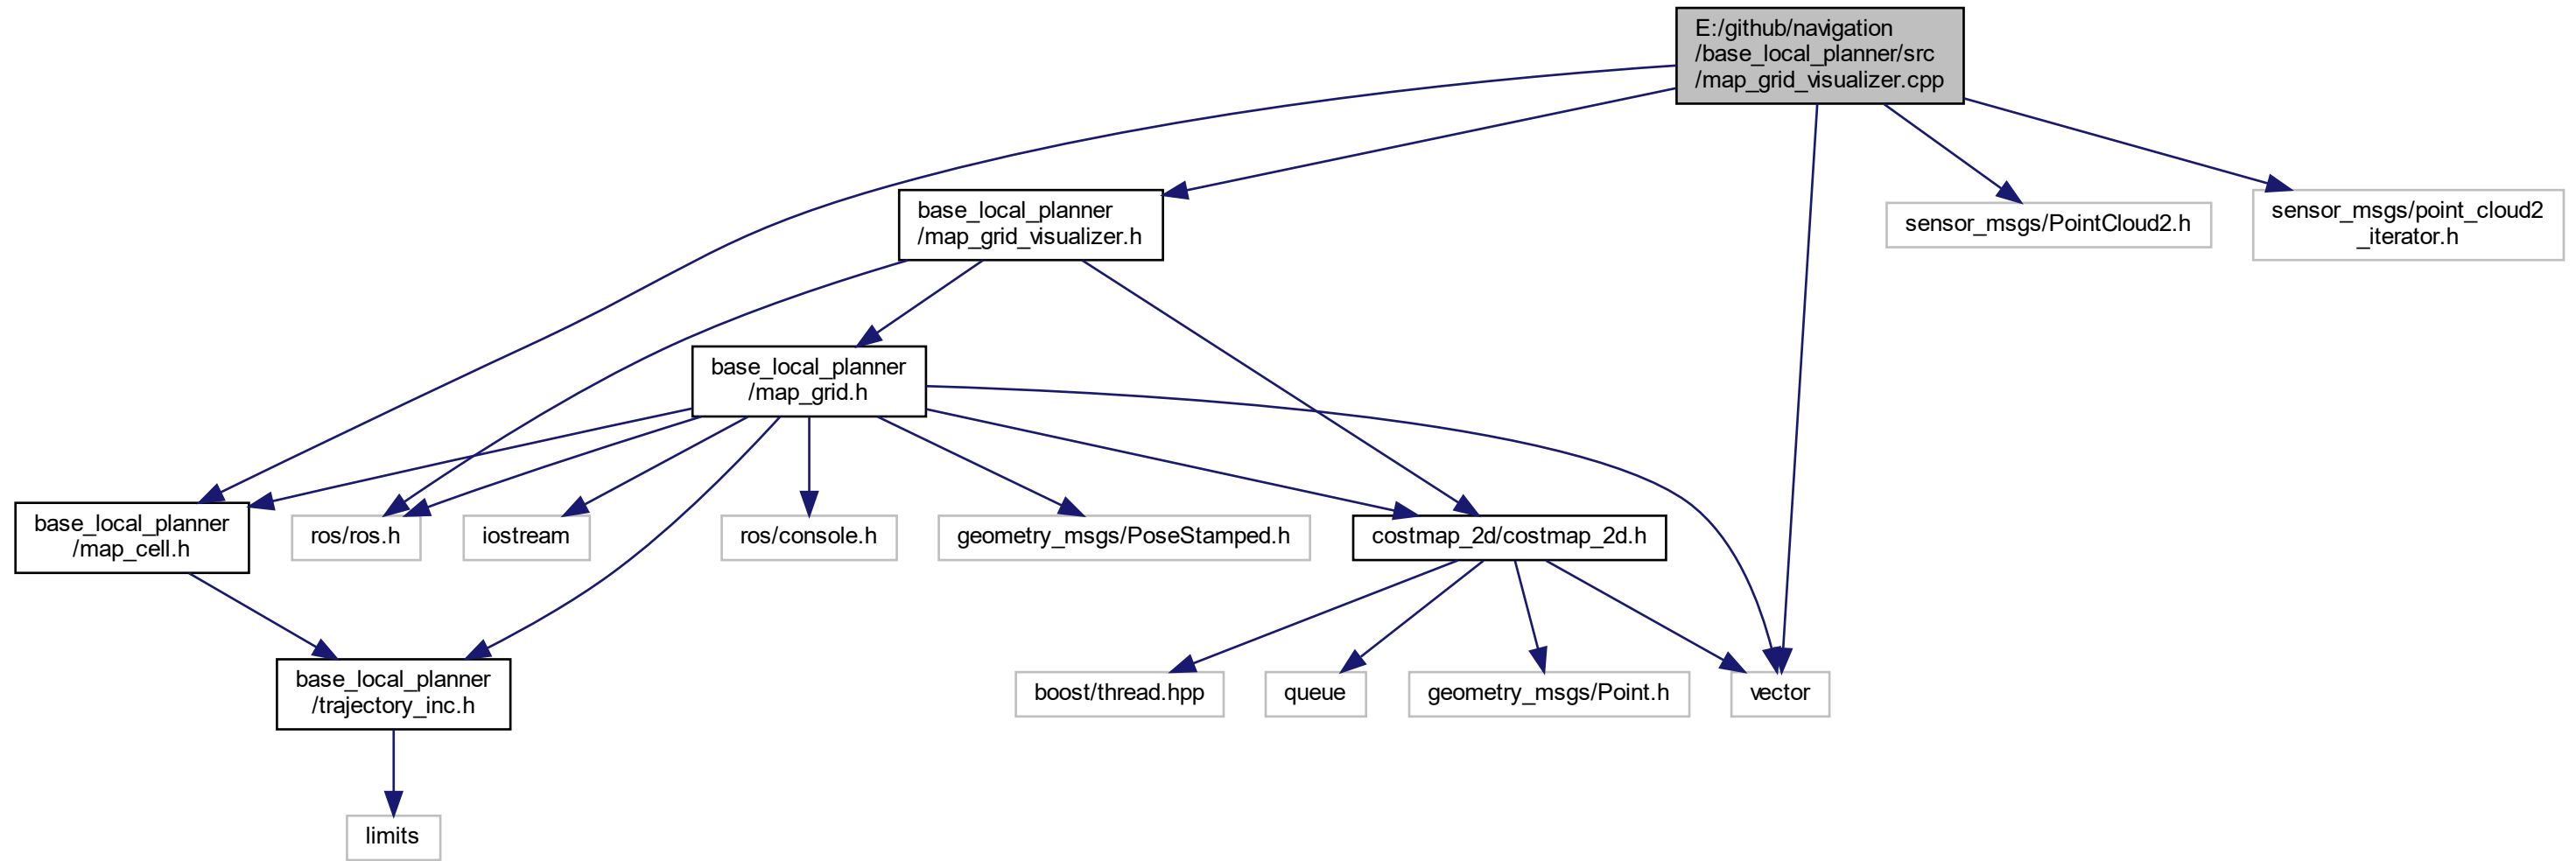 E:/github/navigation
/base_local_planner/src
/map_grid_visualizer.cpp
base_local_planner
/map_grid_visualizer.h
sensor_msgs/PointCloud2.h
sensor_msgs/point_cloud2
_iterator.h
base_local_planner
/map_grid.h
base_local_planner
/map_cell.h
ros/ros.h
iostream
ros/console.h
geometry_msgs/PoseStamped.h
costmap_2d/costmap_2d.h
base_local_planner
/trajectory_inc.h
boost/thread.hpp
queue
geometry_msgs/Point.h
vector
limits